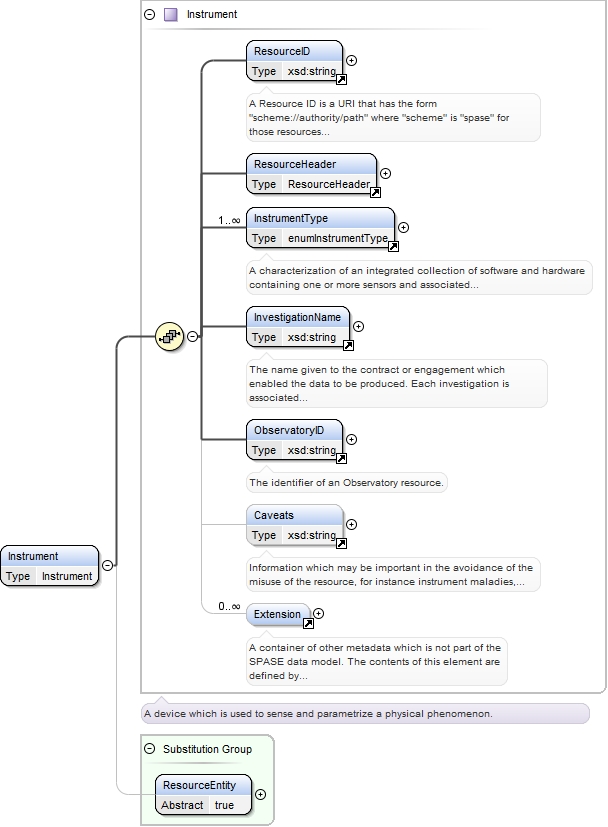 Instrument
ResourceID
Type xsd:string
A Resource ID is a URI that has the form
"scheme://authority/path" where "scheme" is "spase" for
those resources...
ResourceHeader
Type ResourceHeader
1..∞
InstrumentType
Type enumInstrumentType
A characterization of an integrated collection of software and hardware
containing one or more sensors and associated...
InvestigationName
Type xsd:string
The name given to the contract or engagement which
enabled the data to be produced. Each investigation is
associated...
ObservatoryID
Type xsd:string
The identifier of an Observatory resource.
Caveats
Type xsd:string
Information which may be important in the avoidance of the
misuse of the resource, for instance instrument maladies,...
Instrument
Type Instrument
0..∞
Extension
A container of other metadata which is not part of the
SPASE data model. The contents of this element are
defined by...
A device which is used to sense and parametrize a physical phenomenon.
Substitution Group
ResourceEntity
Abstract true